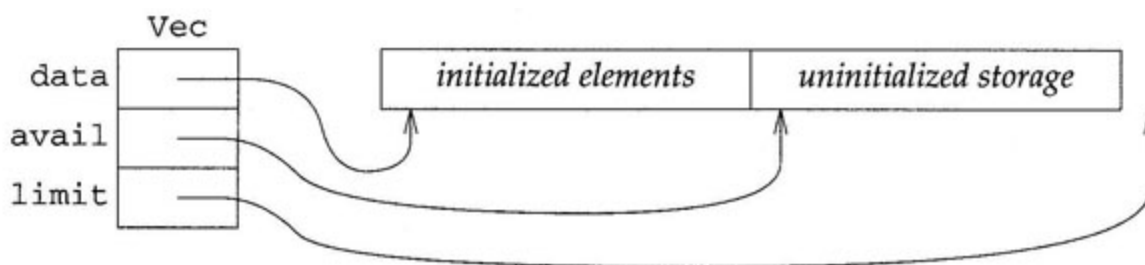 Vec
data
initialized elements
uninitialized storage
avail
limit